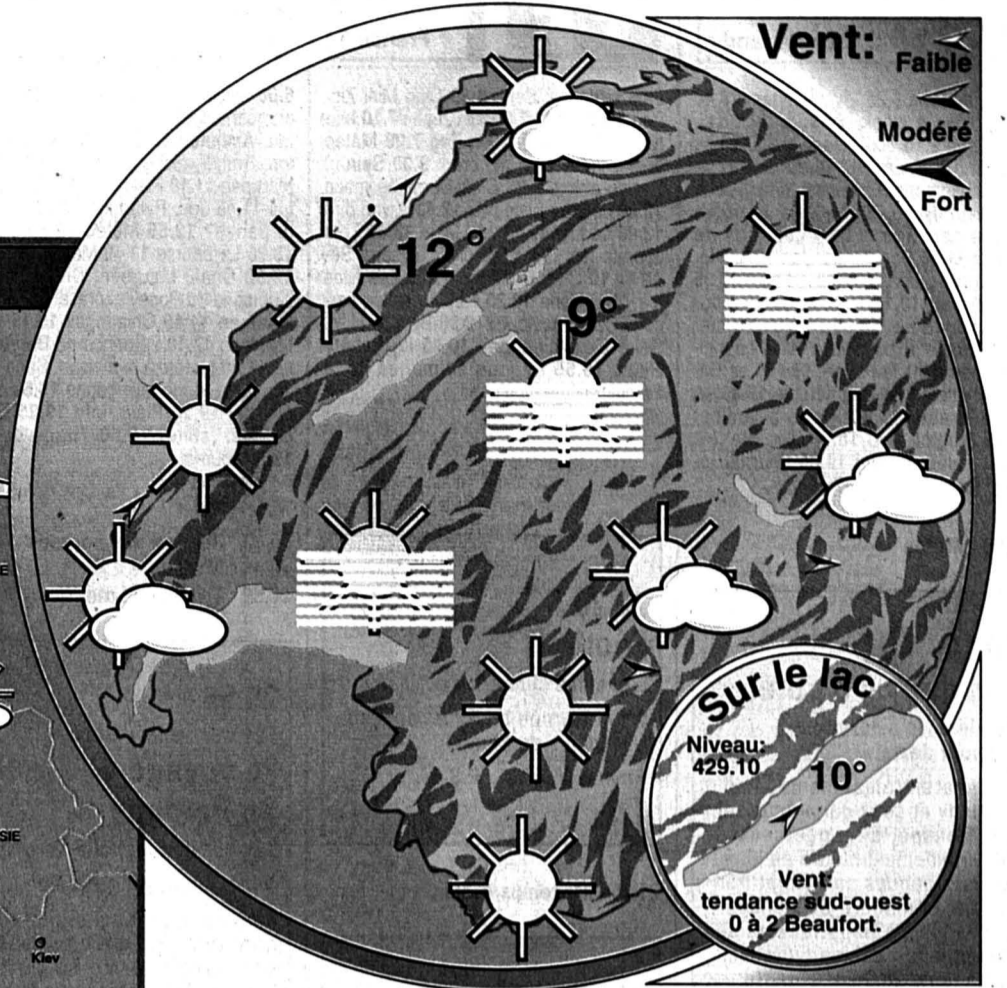 Vent:
Faible
Modéré
Fort
12°
9°
Sur le lac
Niveau:
429.10
10°
Vent:
tendance sud-ouest
0 à 2 Beaufort.
SIE
Kiev